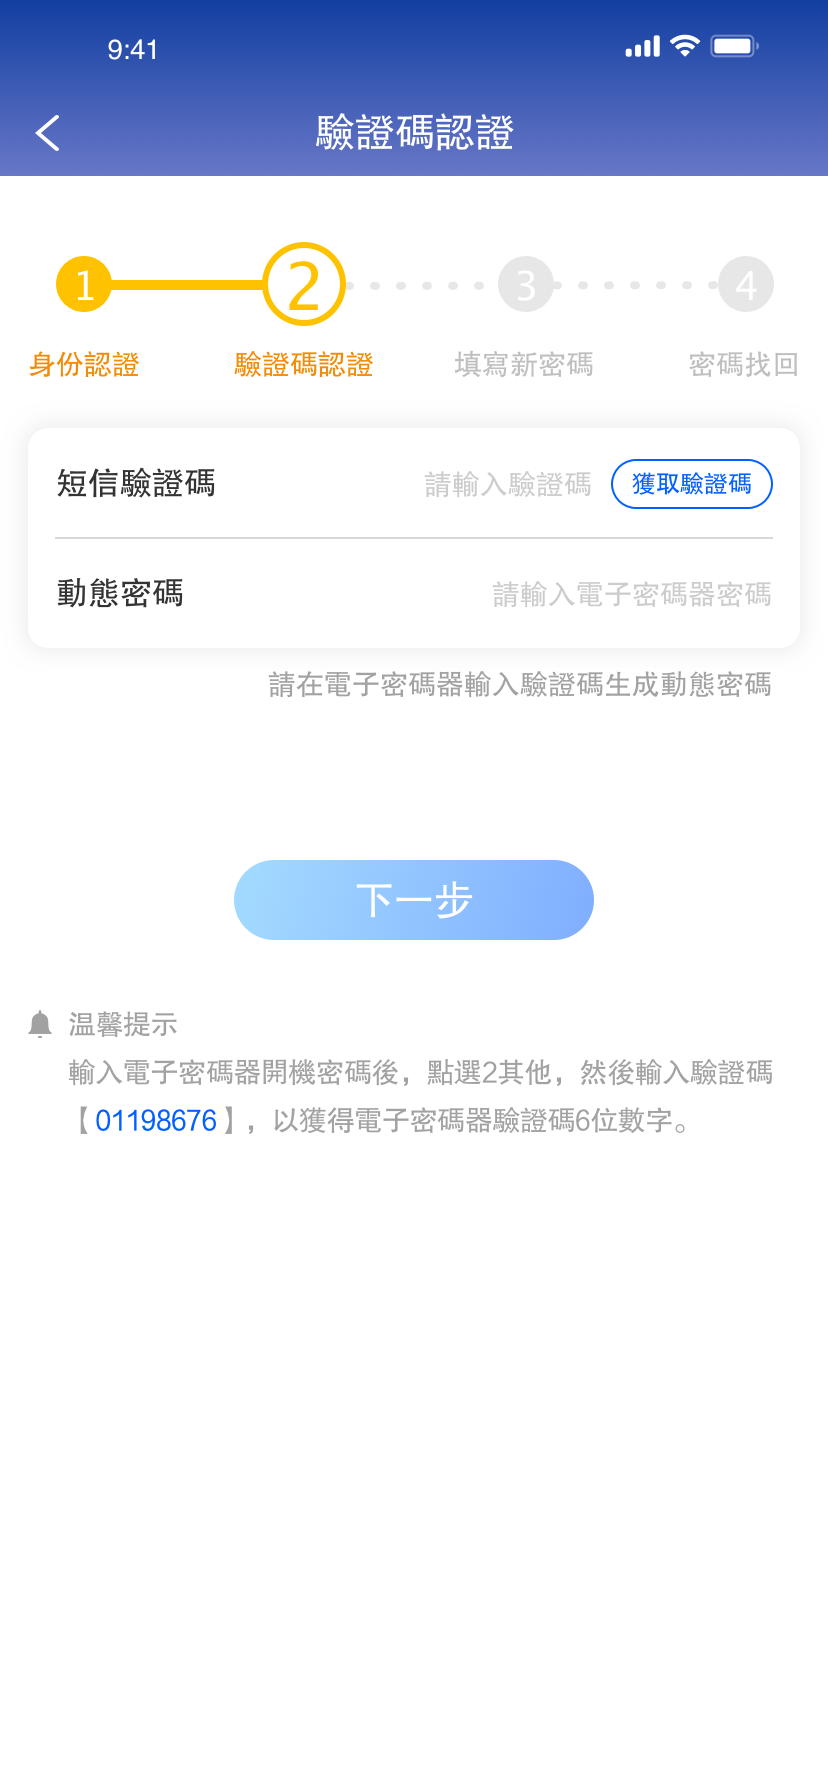 9:41
驗證碼認證
1 2 3 4
身份認證 驗證碼認證 填寫新密碼 密碼找回
短信驗證碼 請輸入驗證碼 獲取驗證碼
動態密碼 請輸入電子密碼器密碼
請在電子密碼器輸入驗證碼生成動態密碼
下一步
温馨提示
輸入電子密碼器開機密碼後，點選2其他，然後輸入驗證碼
【01198676】，以獲得電子密碼器驗證碼6位數字。